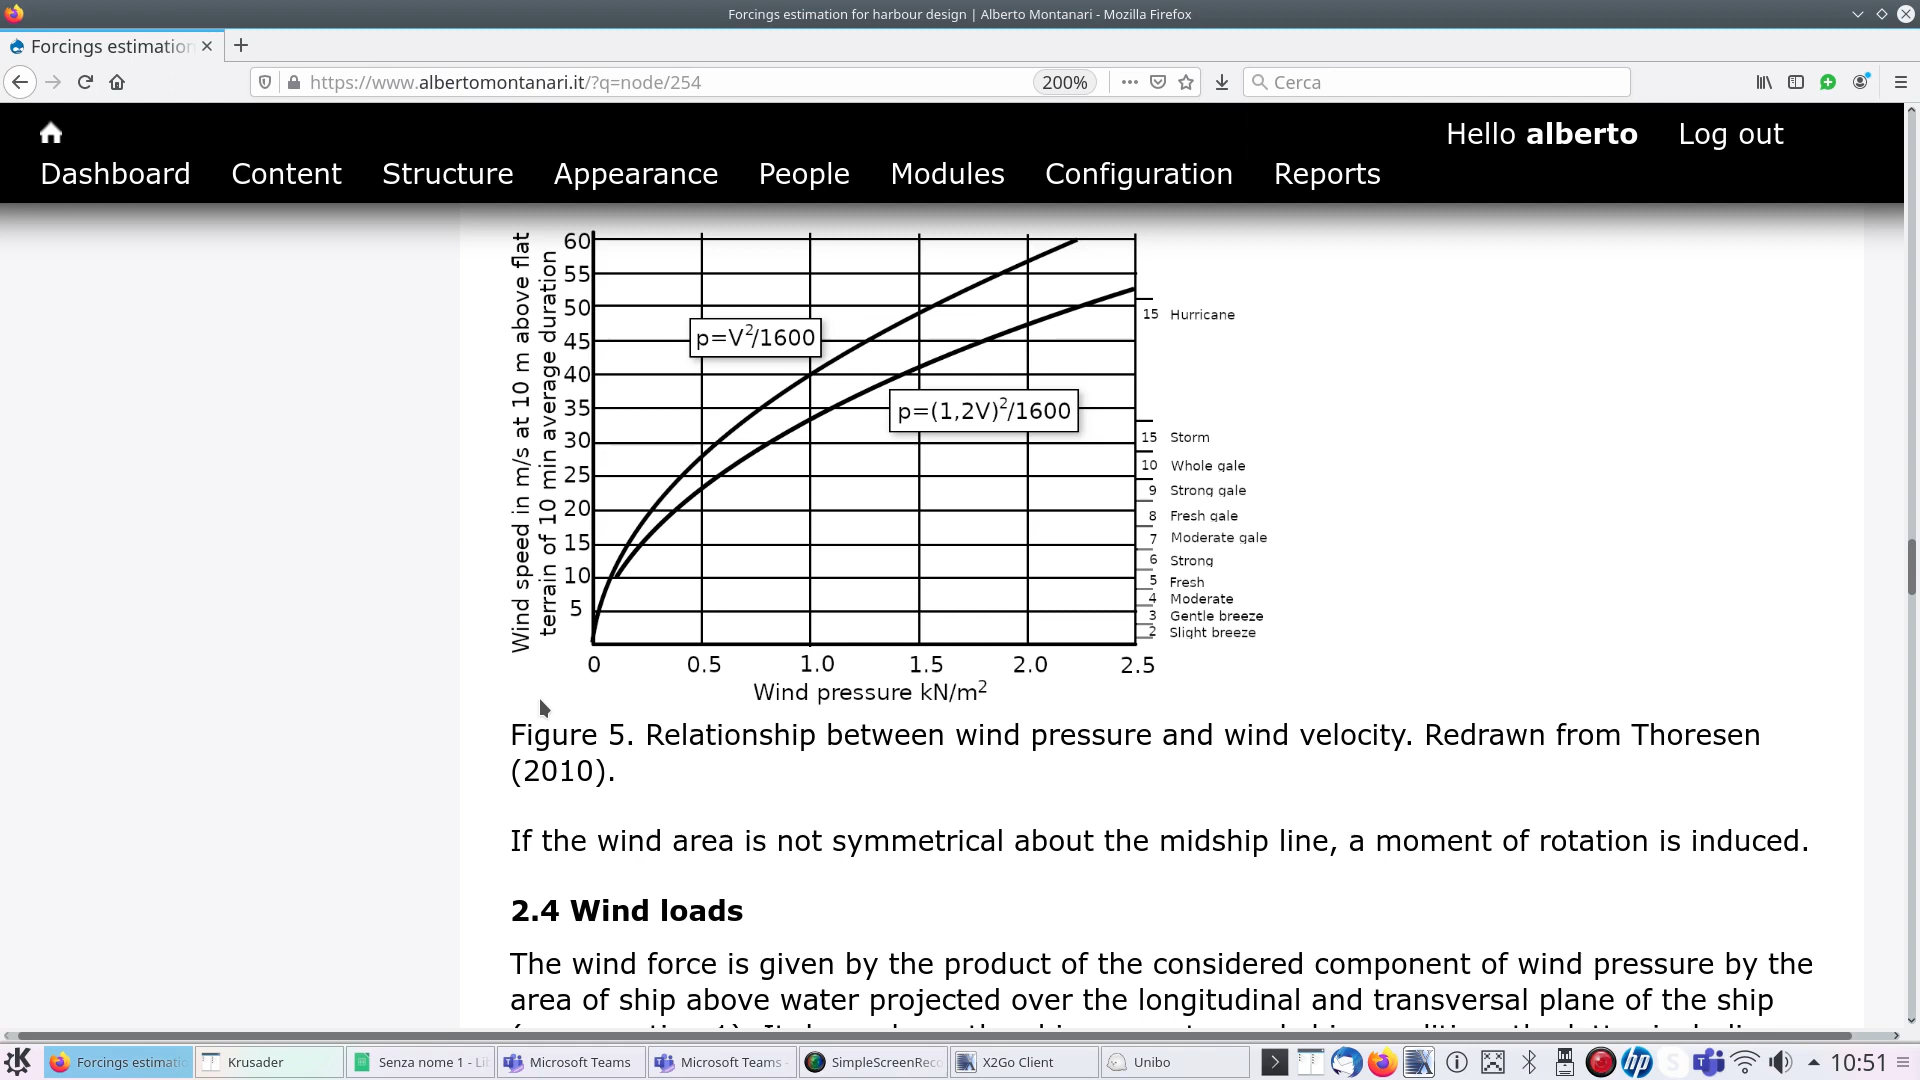 Forcings estimation for harbour design | Alberto Montanari - Mozilla Firefox
Forcings estimation
https://www.albertomontanari.it/?q=node/254
200%
Cerca
Hello alberto Log out
Dashboard Content Structure Appearance People Modules Configuration Reports
Wind speed in m/s at 10 m above flat
terrain of 10 min average duration
60
55
50
45
40
35
30
25
20
15
10
5
p=V²/1600
p=(1,2V)²/1600
15 Hurricane
15 Storm
10 Whole gale
9 Strong gale
8 Fresh gale
7 Moderate gale
6 Strong
5 Fresh
4 Moderate
3 Gentle breeze
2 Slight breeze
0 0.5 1.0 1.5 2.0 2.5
Wind pressure kN/m²
Figure 5. Relationship between wind pressure and wind velocity. Redrawn from Thoresen
(2010).
If the wind area is not symmetrical about the midship line, a moment of rotation is induced.
2.4 Wind loads
The wind force is given by the product of the considered component of wind pressure by the
area of ship above water projected over the longitudinal and transversal plane of the ship
Forcings estimati Krusader Senza nome 1 - Li Microsoft Teams Microsoft Teams - SimpleScreenReco X2Go Client Unibo hp 10:51